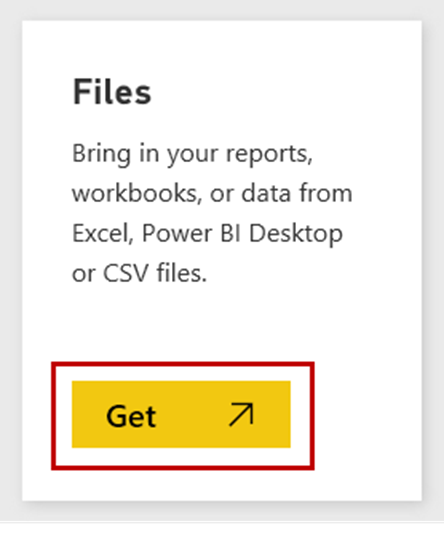 Files
Bring in your reports,
workbooks, or data from
Excel, Power BI Desktop
or CSV files.
Get